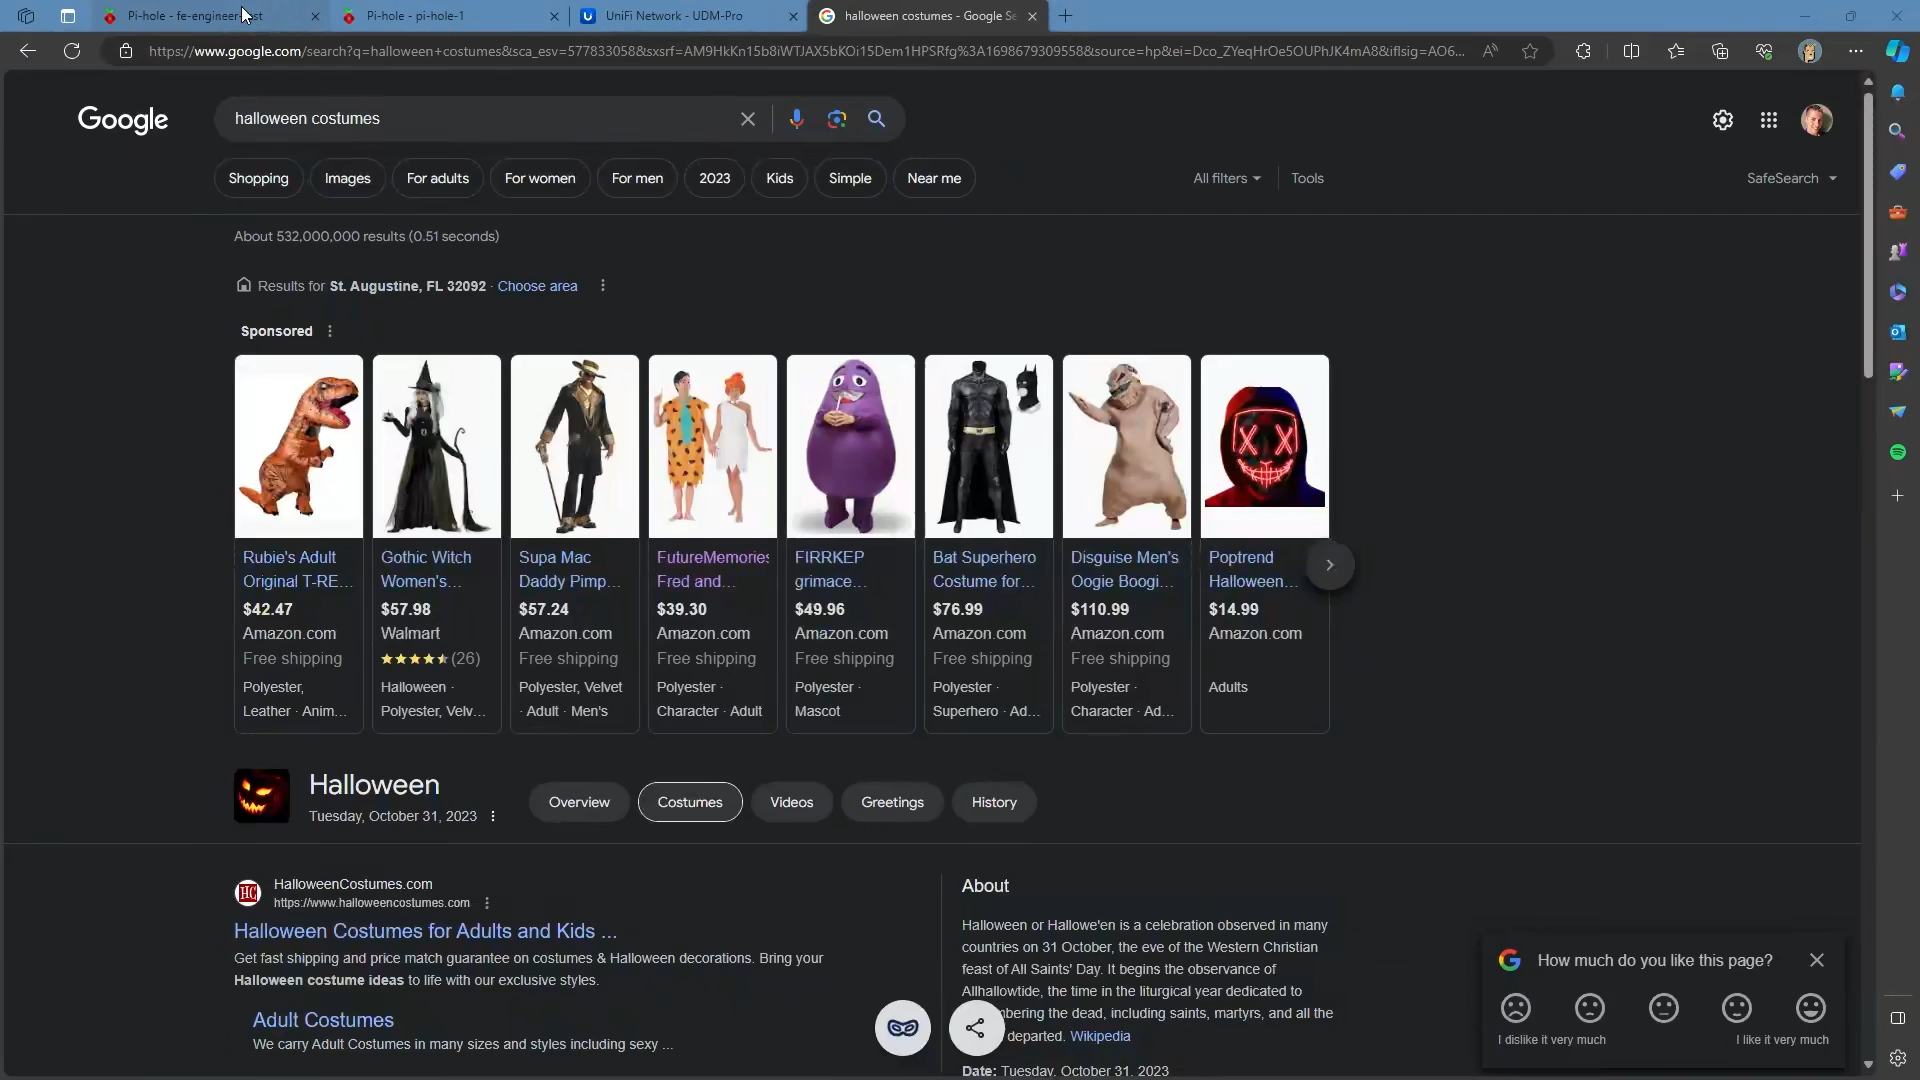 Pi-hole - fe-engineer
Pi-hole - pi-hole-1
UniFi Network - UDM-Pro
halloween costumes - Google Se
https://www.google.com/search?q=halloween+costumes&sca_esv=577833058&sxsrf=AM9HkKn15b8iWTJAX5bKOi15Dem1HPSRfg%3A1698679309558&source=hp&ei=Dco_ZYeqHrOe5OUPhJK4mA8&iflsig=AO6...
Google
halloween costumes
Shopping
Images
For adults
For women
For men
2023
Kids
Simple
Near me
All filters
Tools
SafeSearch
About 532,000,000 results (0.51 seconds)
Results for St. Augustine, FL 32092 · Choose area
Sponsored
Rubie's Adult
Original T-RE...
$42.47
Amazon.com
Free shipping
Polyester,
Leather · Anim...
Gothic Witch
Women's...
$57.98
Walmart
(26)
Halloween ·
Polyester, Velv...
Supa Mac
Daddy Pimp...
$57.24
Amazon.com
Free shipping
Polyester, Velvet
· Adult · Men's
FutureMemories
Fred and...
$39.30
Amazon.com
Free shipping
Polyester ·
Character · Adult
FIRRKEP
grimace...
$49.96
Amazon.com
Free shipping
Polyester ·
Mascot
Bat Superhero
Costume for...
$76.99
Amazon.com
Free shipping
Polyester ·
Superhero · Ad...
Disguise Men's
Oogie Boogi...
$110.99
Amazon.com
Free shipping
Polyester ·
Character · Ad...
Poptrend
Halloween...
$14.99
Amazon.com
Adults
Halloween
Tuesday, October 31, 2023
Overview
Costumes
Videos
Greetings
History
HC
HalloweenCostumes.com
https://www.halloweencostumes.com
Halloween Costumes for Adults and Kids ...
Get fast shipping and price match guarantee on costumes & Halloween decorations. Bring your
Halloween costume ideas to life with our exclusive styles.
Adult Costumes
We carry Adult Costumes in many sizes and styles including sexy ...
About
Halloween or Hallowe'en is a celebration observed in many
countries on 31 October, the eve of the Western Christian
feast of All Saints' Day. It begins the observance of
Allhallowtide, the time in the liturgical year dedicated to
mbering the dead, including saints, martyrs, and all the
departed. Wikipedia
Date: Tuesday, October 31, 2023
How much do you like this page?
I dislike it very much
I like it very much